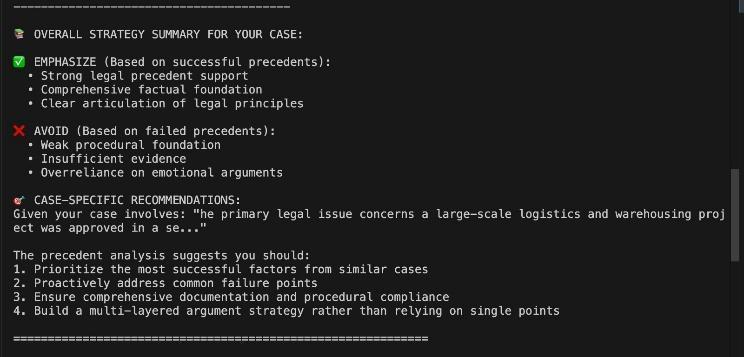 📚 OVERALL STRATEGY SUMMARY FOR YOUR CASE:
✅ EMPHASIZE (Based on successful precedents):
• Strong legal precedent support
• Comprehensive factual foundation
• Clear articulation of legal principles
❌ AVOID (Based on failed precedents):
• Weak procedural foundation
• Insufficient evidence
• Overreliance on emotional arguments
🎯 CASE-SPECIFIC RECOMMENDATIONS:
Given your case involves: "he primary legal issue concerns a large-scale logistics and warehousing proj
ect was approved in a se..."
The precedent analysis suggests you should:
1. Prioritize the most successful factors from similar cases
2. Proactively address common failure points
3. Ensure comprehensive documentation and procedural compliance
4. Build a multi-layered argument strategy rather than relying on single points